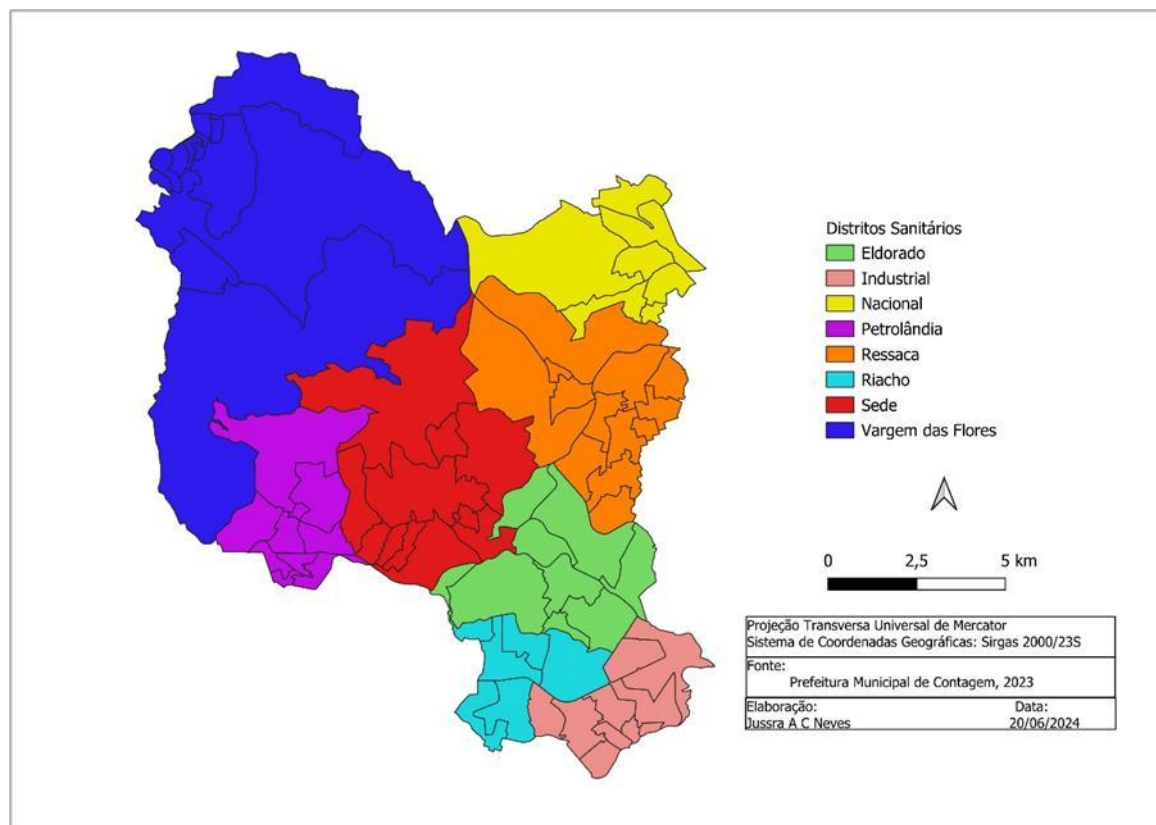 Distritos Sanitários
Eldorado
Industrial
Nacional
Petrolândia
Ressaca
Riacho
Sede
Vargem das Flores
0 2,5 5 km
Projeção Transversa Universal de Mercator
Sistema de Coordenadas Geográficas: Sirgas 2000/23S
Fonte:
Prefeitura Municipal de Contagem, 2023
Elaboração: Data:
Jussra A C Neves 20/06/2024